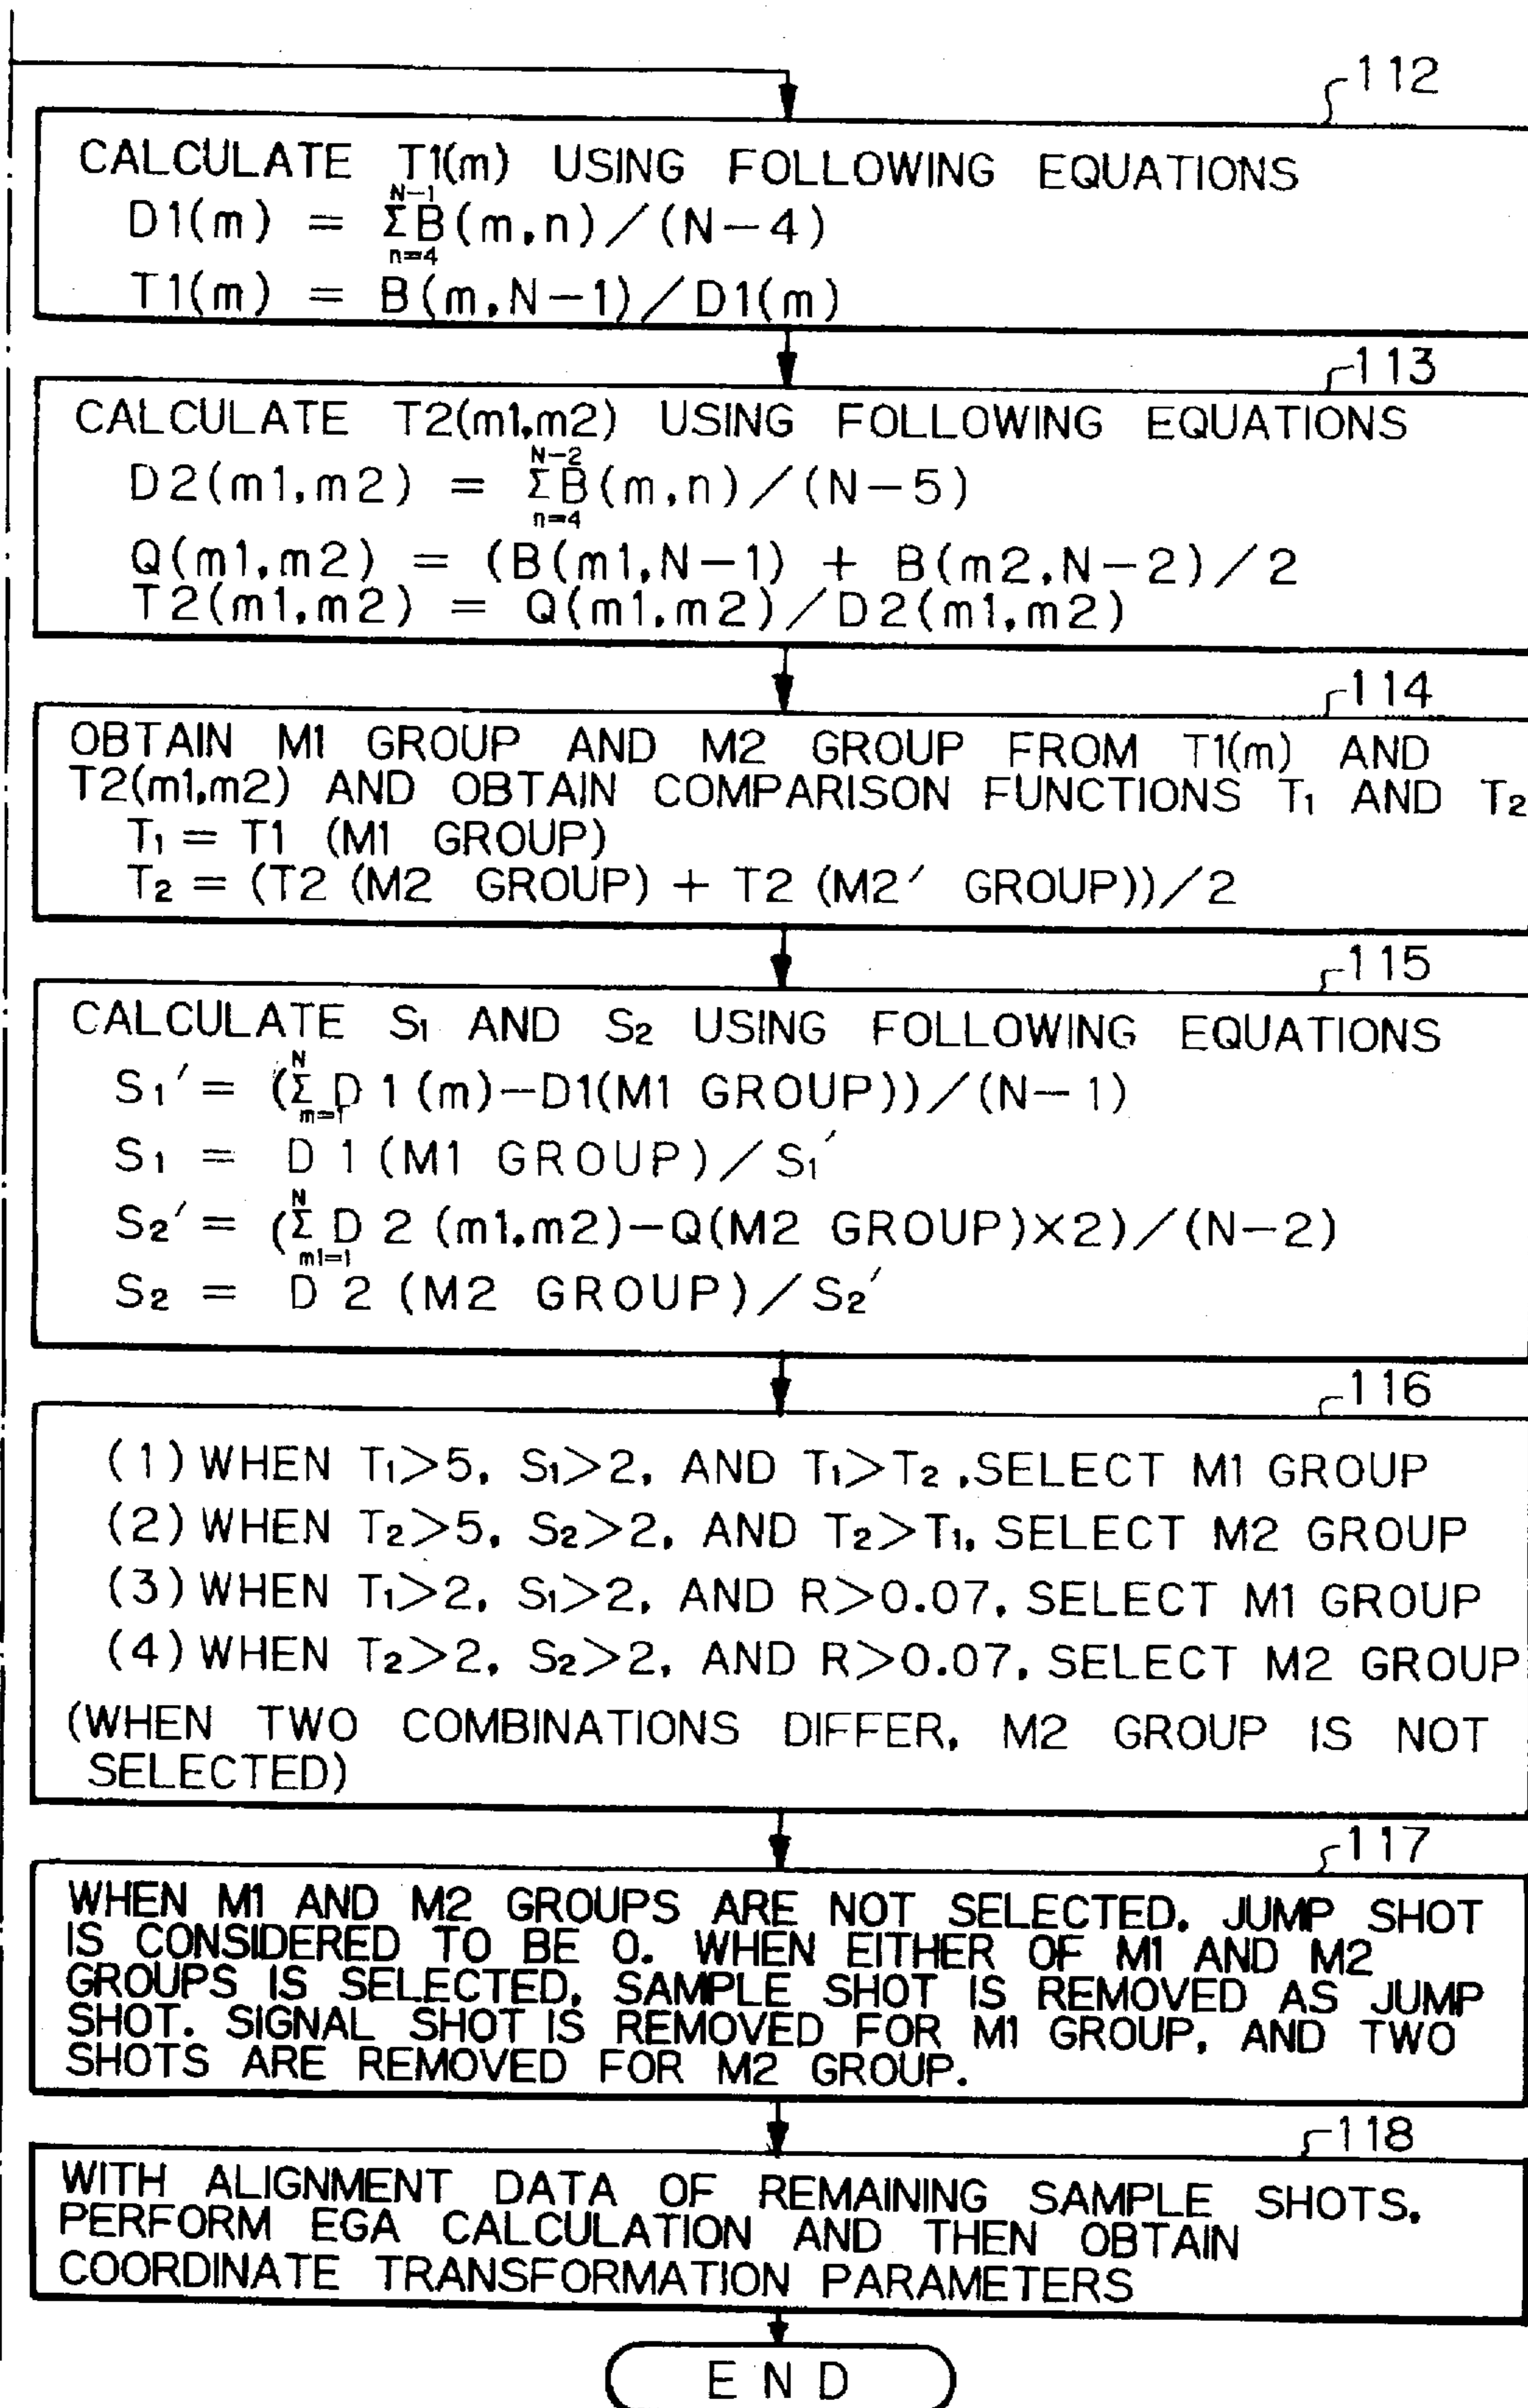 112
CALCULATE T1(m) USING FOLLOWING EQUATIONS
N-1
D1(m) = ΣB(m,n)/(N-4)
n=4
T1(m) = B(m,N-1)/D1(m)
113
CALCULATE T2(m1,m2) USING FOLLOWING EQUATIONS
N-2
D2(m1,m2) = ΣB(m,n)/(N-5)
n=4
Q(m1,m2) = (B(m1,N-1) + B(m2,N-2)/2
T2(m1,m2) = Q(m1,m2)/D2(m1,m2)
114
OBTAIN M1 GROUP AND M2 GROUP FROM T1(m) AND
T2(m1,m2) AND OBTAIN COMPARISON FUNCTIONS T₁ AND T₂
T₁ = T1 (M1 GROUP)
T₂ = (T2 (M2 GROUP) + T2 (M2′ GROUP))/2
115
CALCULATE S₁ AND S₂ USING FOLLOWING EQUATIONS
N
S₁′ = (Σ D1(m)-D1(M1 GROUP))/(N-1)
m=1
S₁ = D1(M1 GROUP)/S₁′
N
S₂′ = (Σ D2(m1,m2)-Q(M2 GROUP)×2)/(N-2)
m1=1
S₂ = D2(M2 GROUP)/S₂′
116
(1) WHEN T₁>5, S₁>2, AND T₁>T₂, SELECT M1 GROUP
(2) WHEN T₂>5, S₂>2, AND T₂>T₁, SELECT M2 GROUP
(3) WHEN T₁>2, S₁>2, AND R>0.07, SELECT M1 GROUP
(4) WHEN T₂>2, S₂>2, AND R>0.07, SELECT M2 GROUP
(WHEN TWO COMBINATIONS DIFFER, M2 GROUP IS NOT
SELECTED)
117
WHEN M1 AND M2 GROUPS ARE NOT SELECTED, JUMP SHOT
IS CONSIDERED TO BE 0. WHEN EITHER OF M1 AND M2
GROUPS IS SELECTED, SAMPLE SHOT IS REMOVED AS JUMP
SHOT. SIGNAL SHOT IS REMOVED FOR M1 GROUP, AND TWO
SHOTS ARE REMOVED FOR M2 GROUP.
118
WITH ALIGNMENT DATA OF REMAINING SAMPLE SHOTS,
PERFORM EGA CALCULATION AND THEN OBTAIN
COORDINATE TRANSFORMATION PARAMETERS
END